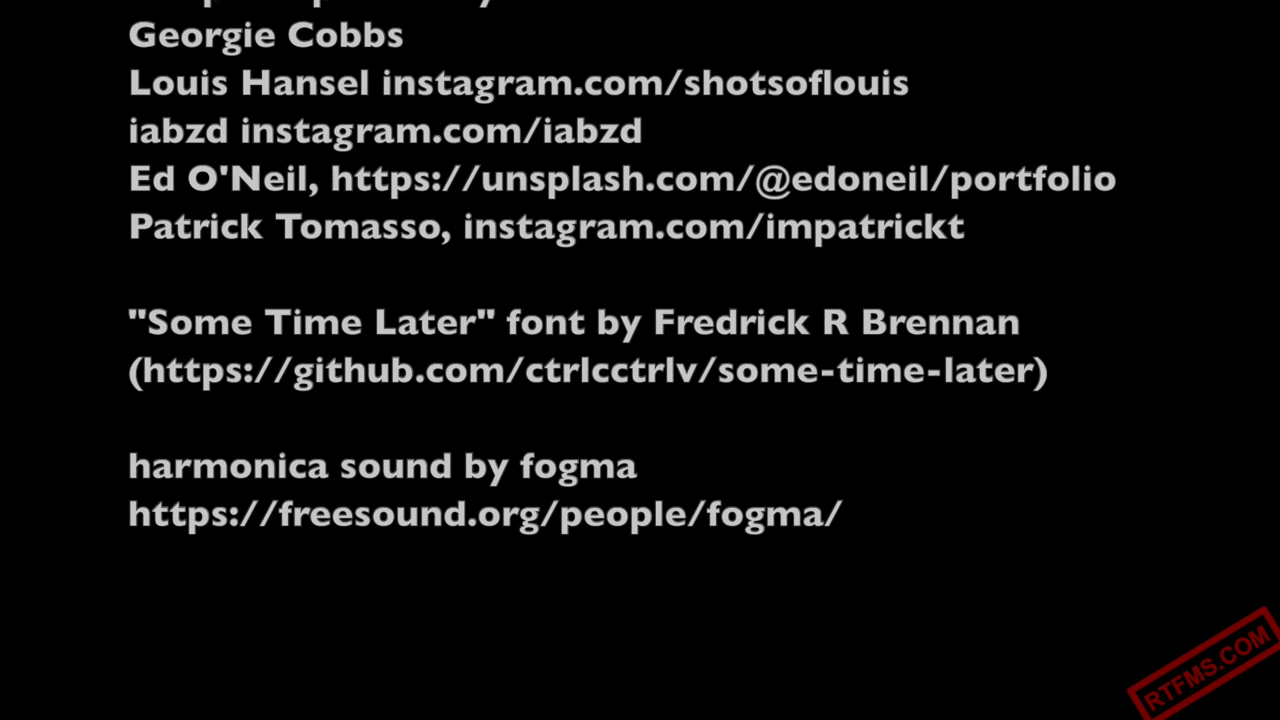 Georgie Cobbs
Louis Hansel instagram.com/shotsoflouis
iabzd instagram.com/iabzd
Ed O'Neil, https://unsplash.com/@edoneil/portfolio
Patrick Tomasso, instagram.com/impatrickt
"Some Time Later" font by Fredrick R Brennan
(https://github.com/ctrlcctrlv/some-time-later)
harmonica sound by fogma
https://freesound.org/people/fogma/
RTFMS.COM